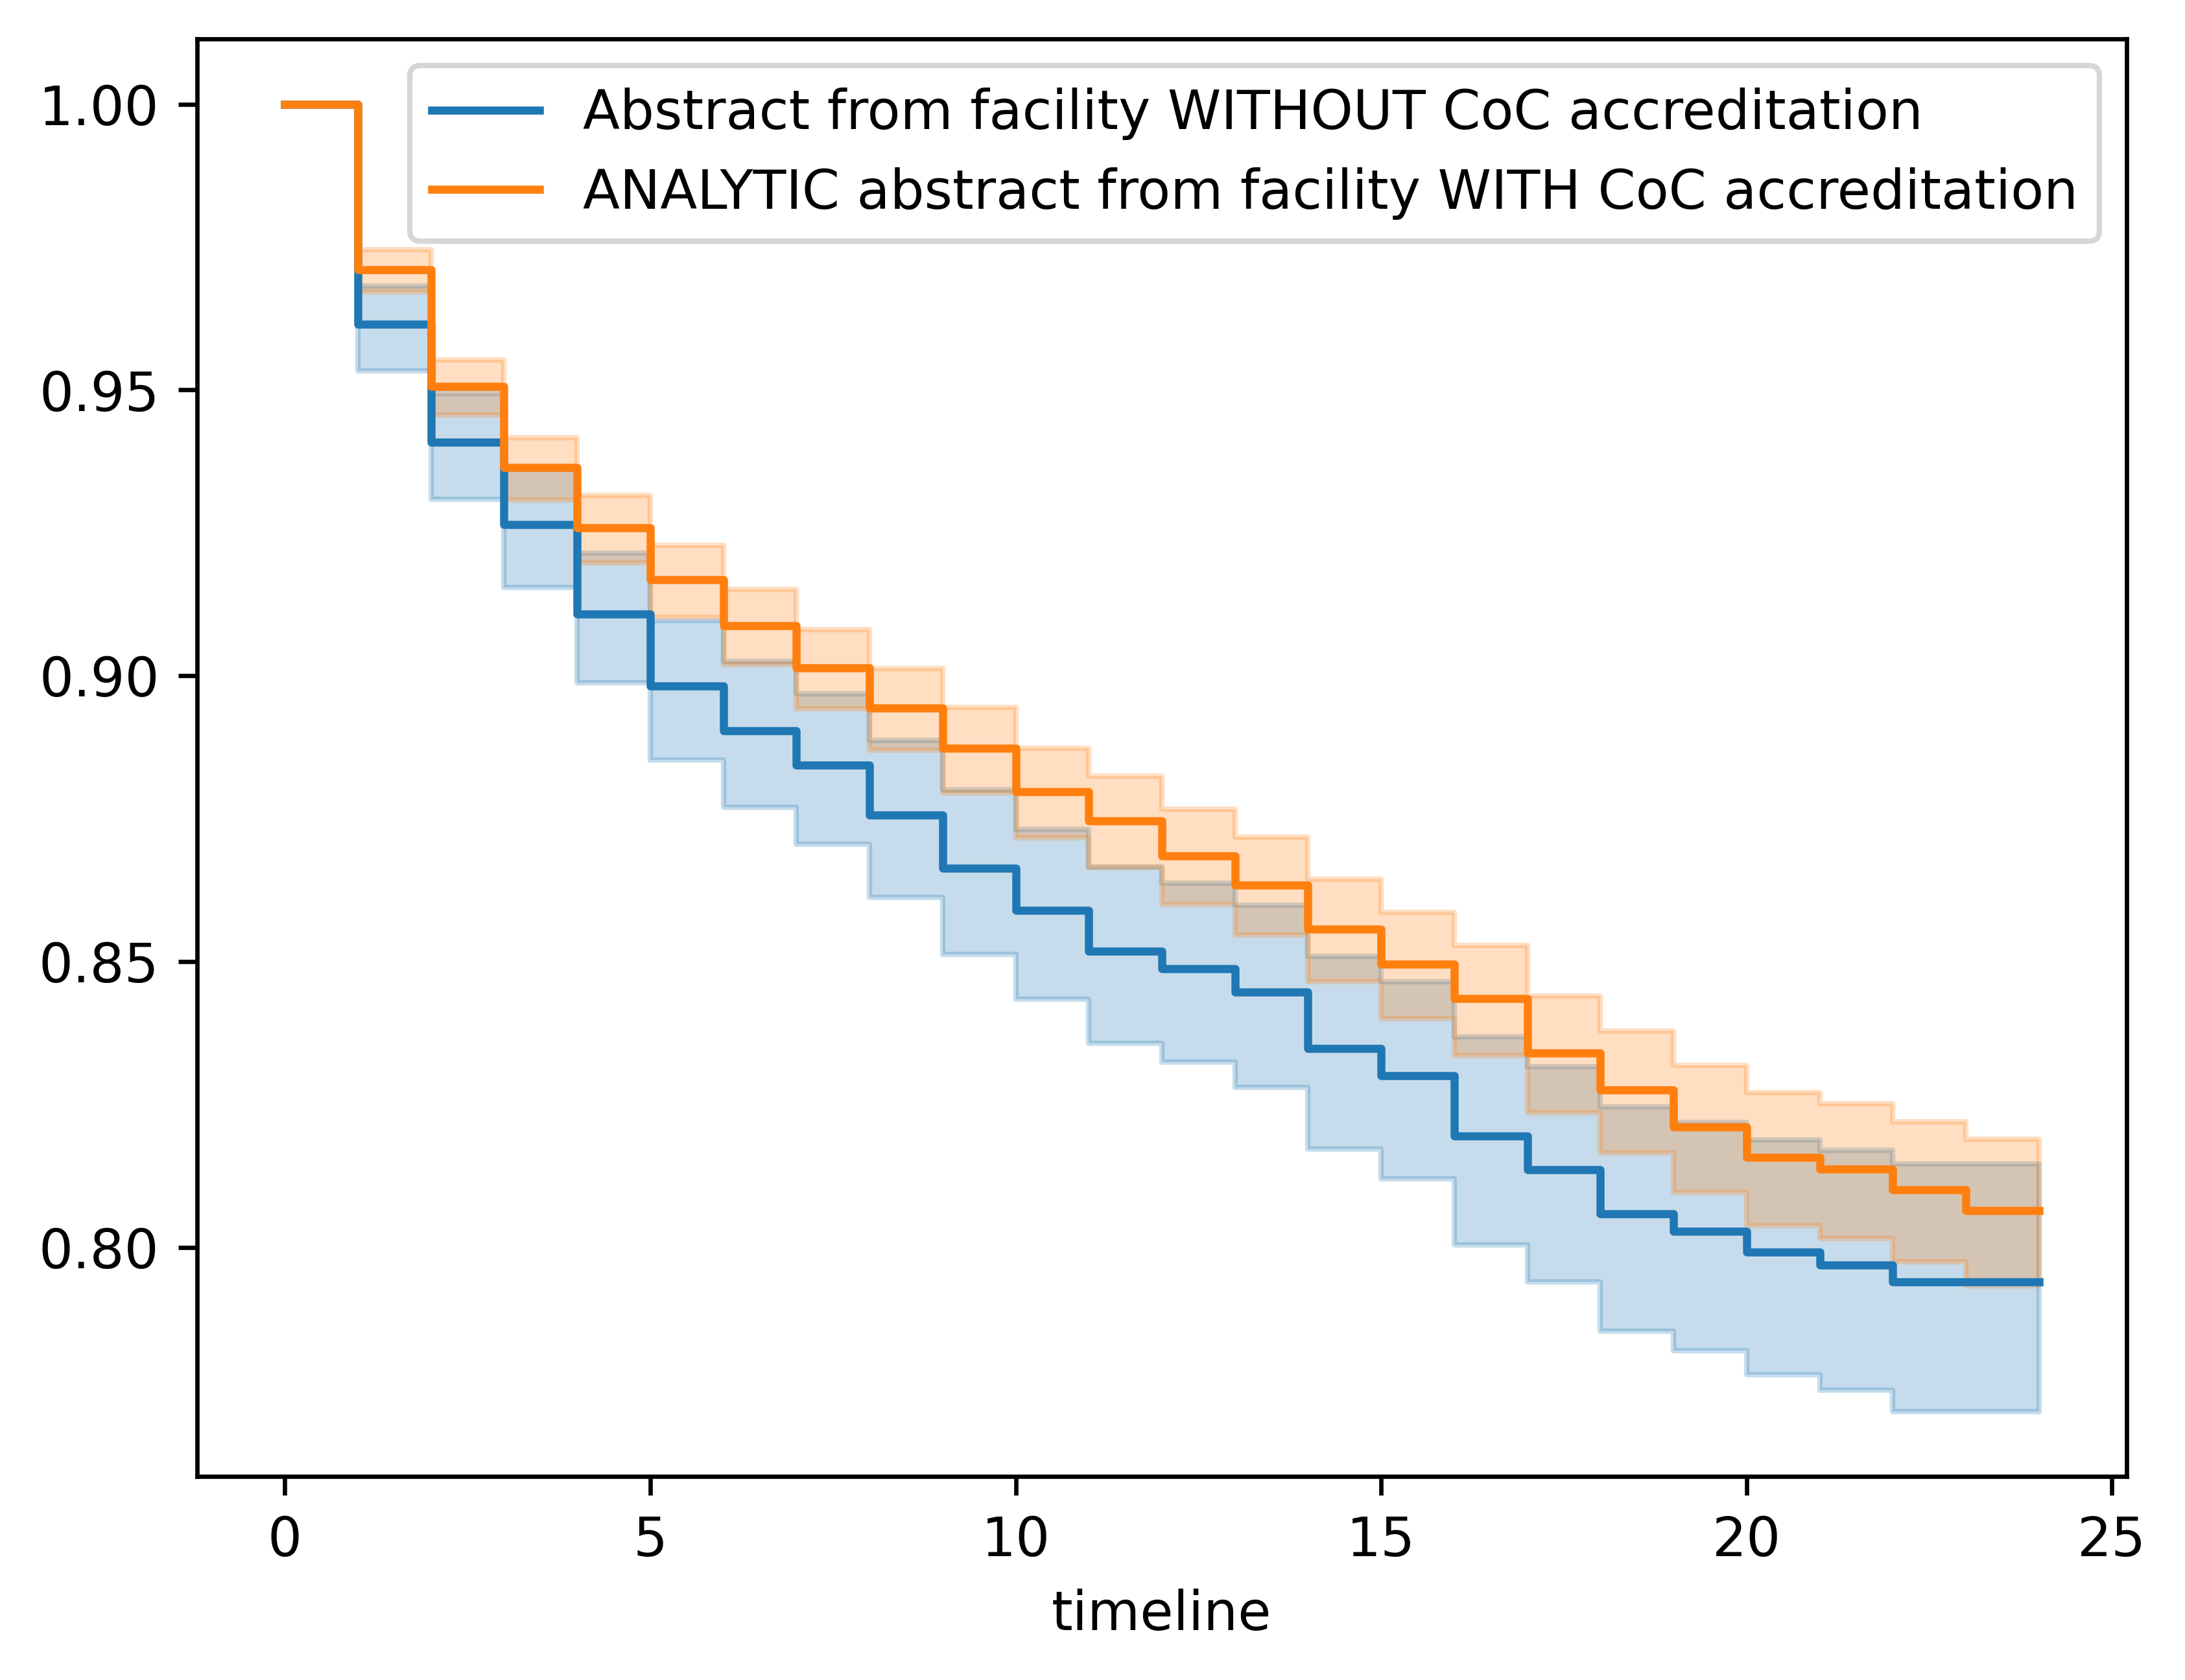 Abstract from facility WITHOUT CoC accreditation
ANALYTIC abstract from facility WITH CoC accreditation
1.00
0.95
0.90
0.85
0.80
0 5 10 15 20 25
timeline